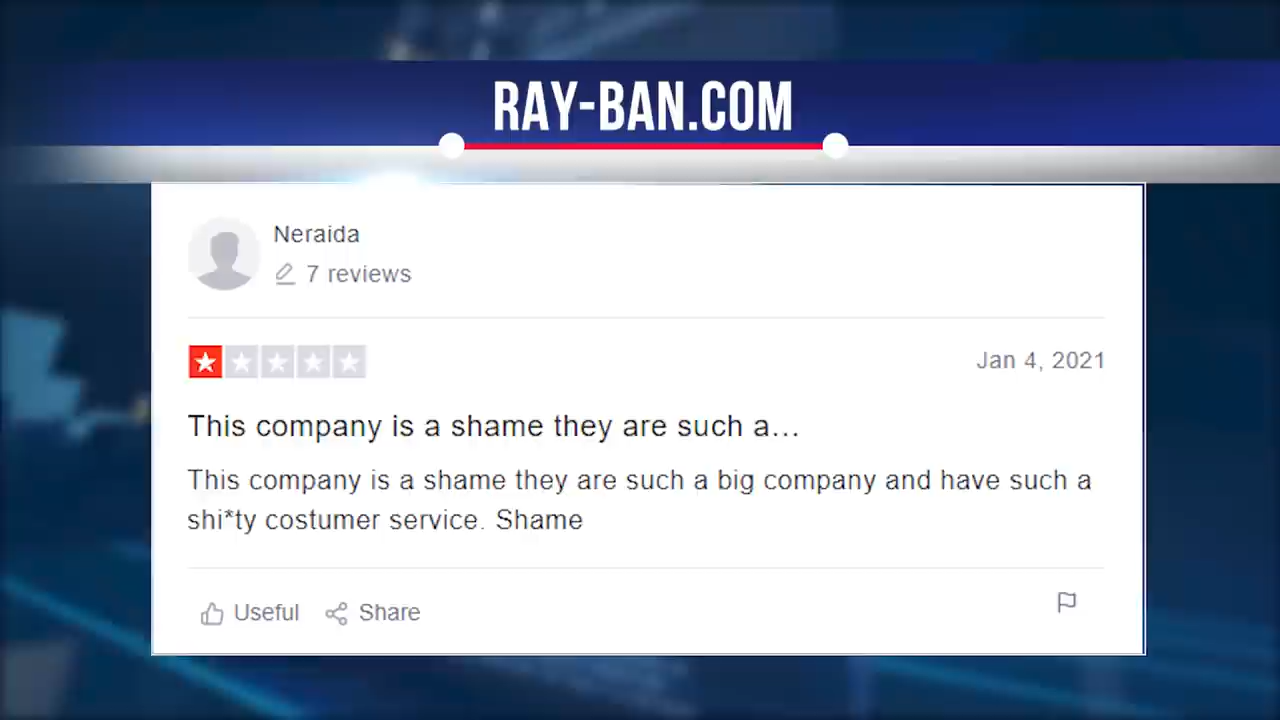 RAY-BAN.COM
Neraida
7 reviews
Jan 4, 2021
This company is a shame they are such a...
This company is a shame they are such a big company and have such a
shi*ty costumer service. Shame
Useful Share